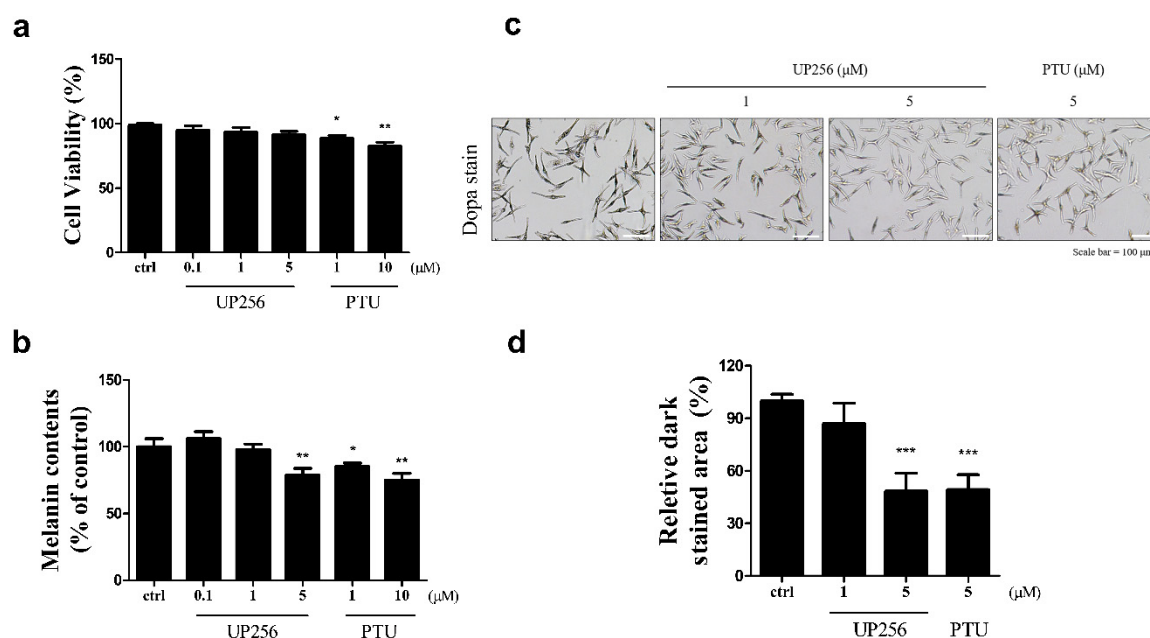 a
Cell Viability (%)
150
100
50
0
* **
ctrl 0.1 1 5 1 10 (μM)
UP256 PTU
b
Melanin contents
(% of control)
150
100
50
0
** * **
ctrl 0.1 1 5 1 10 (μM)
UP256 PTU
c
UP256 (μM) PTU (μM)
1 5 5
Dopa stain
Scale bar = 100 μm
d
Reletive dark
stained area (%)
120
90
60
30
0
*** ***
ctrl 1 5 5 (μM)
UP256 PTU